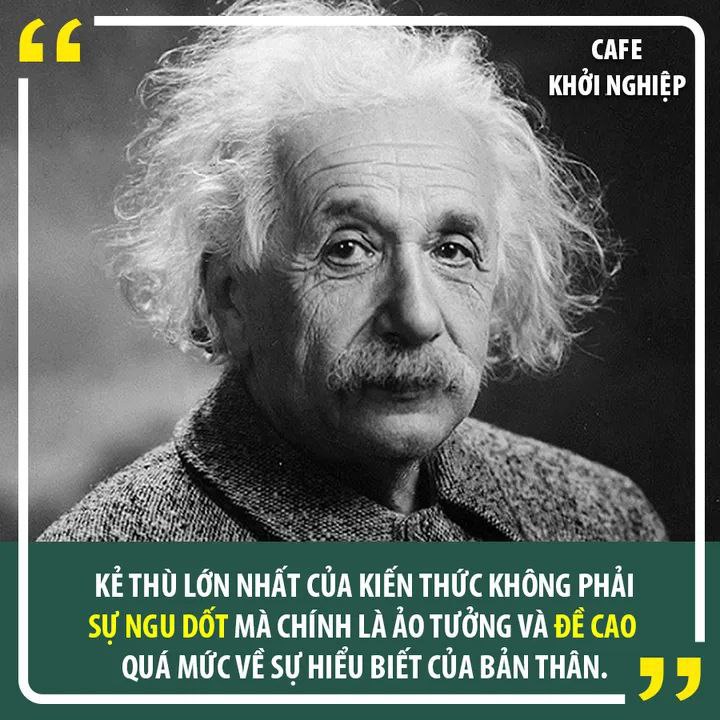 CAFE
KHỞI NGHIỆP
KẺ THÙ LỚN NHẤT CỦA KIẾN THỨC KHÔNG PHẢI
SỰ NGU DỐT MÀ CHÍNH LÀ ẢO TƯỞNG VÀ ĐỀ CAO
QUÁ MỨC VỀ SỰ HIỂU BIẾT CỦA BẢN THÂN.